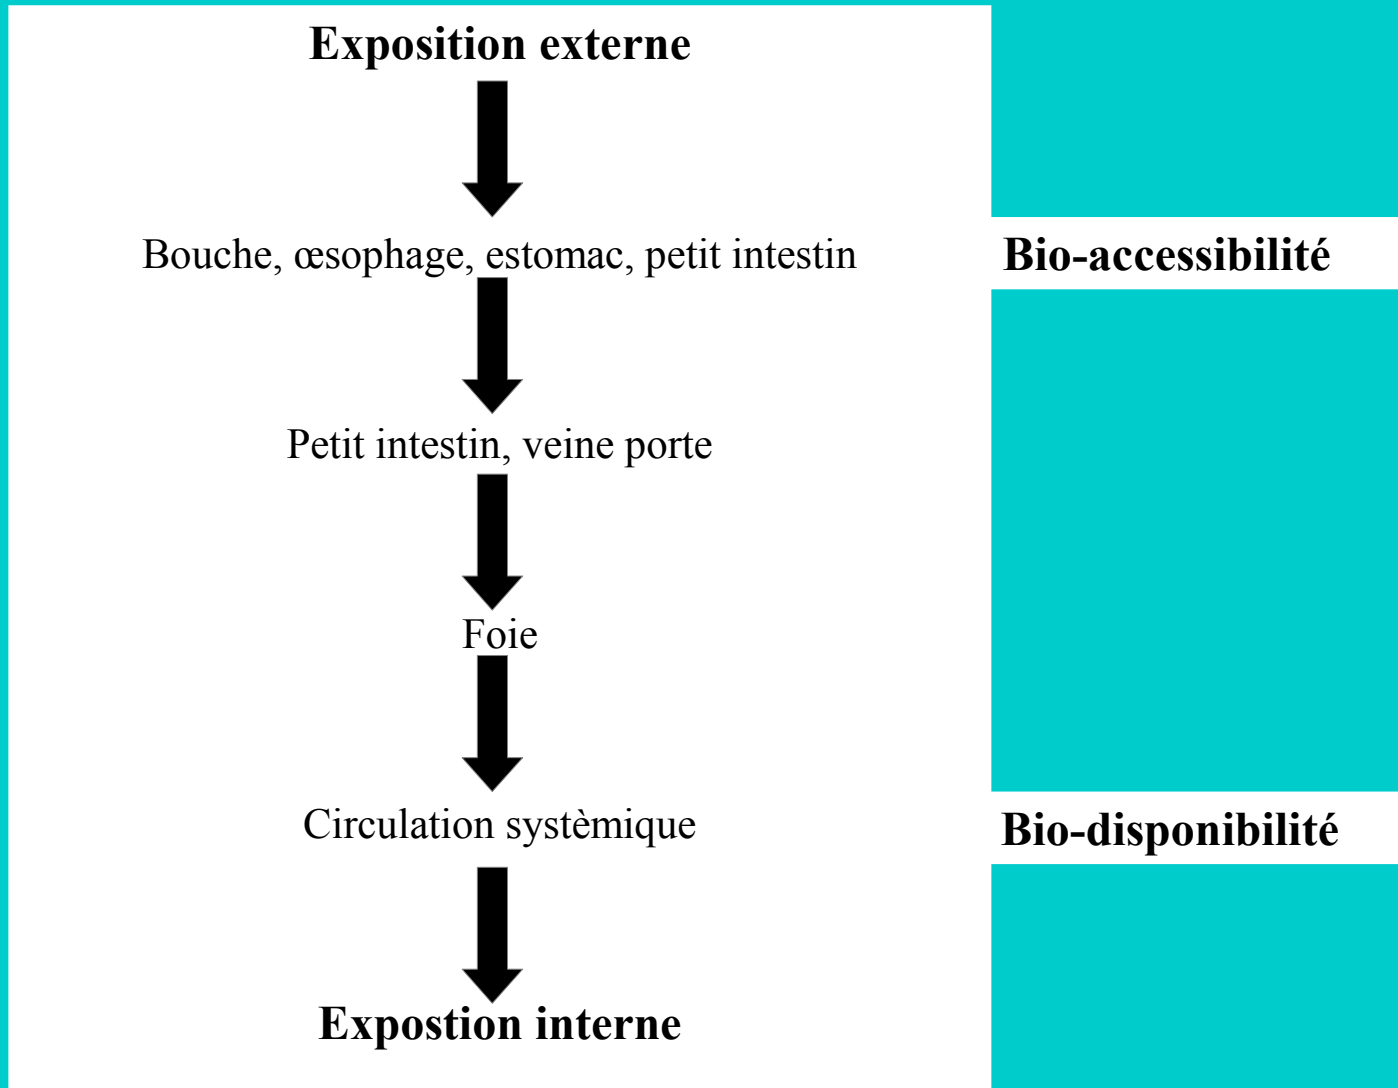 Exposition externe
Bouche, œsophage, estomac, petit intestin
Bio-accessibilité
Petit intestin, veine porte
Foie
Circulation systèmique
Bio-disponibilité
Expostion interne